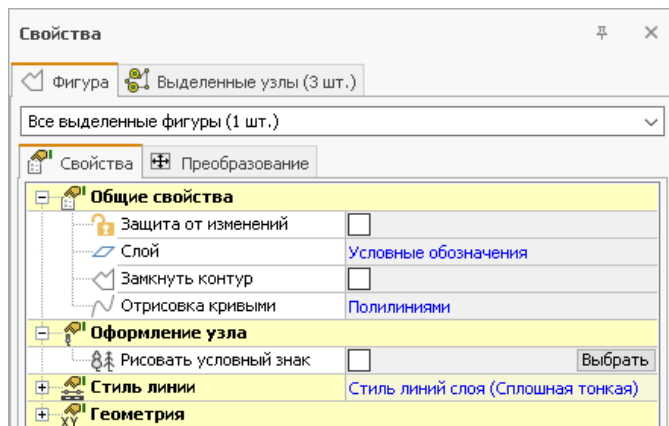 Свойства
Фигура Выделенные узлы (3 шт.)
Все выделенные фигуры (1 шт.)
Свойства Преобразование
Общие свойства
Защита от изменений
Слой Условные обозначения
Замкнуть контур
Отрисовка кривыми Полилиниями
Оформление узла
Рисовать условный знак Выбрать
Стиль линии Стиль линий слоя (Сплошная тонкая)
XY Геометрия